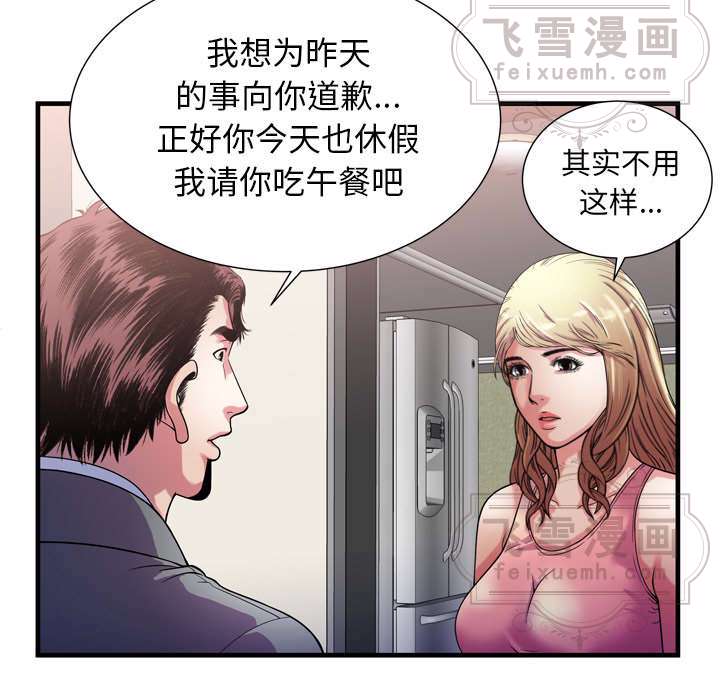 飞雪漫画
feixuemh.com
我想为昨天
的事向你道歉...
正好你今天也休假
我请你吃午餐吧
其实不用
这样...
飞雪漫画
feixuemh.com